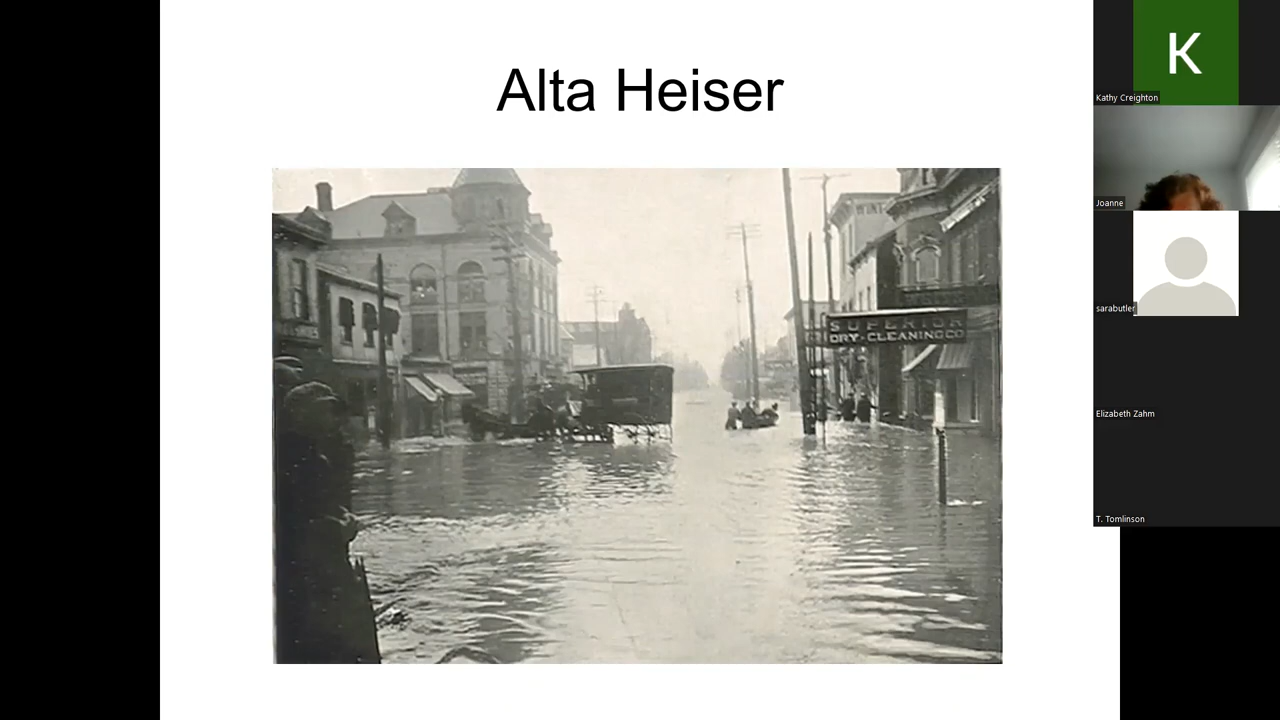 Alta Heiser
SUPERIOR
DRY-CLEANING CO
K
Kathy Creighton
Joanne
sarabutler
Elizabeth Zahm
T. Tomlinson